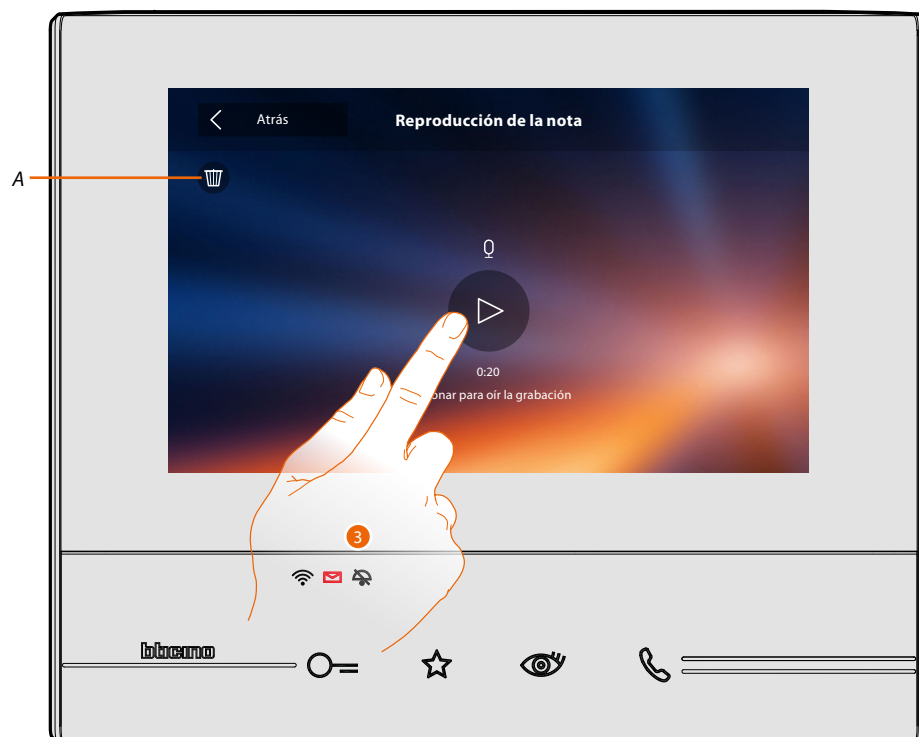 Atrás
Reproducción de la nota
A
0:20
onar para oír la grabación
3
bticino